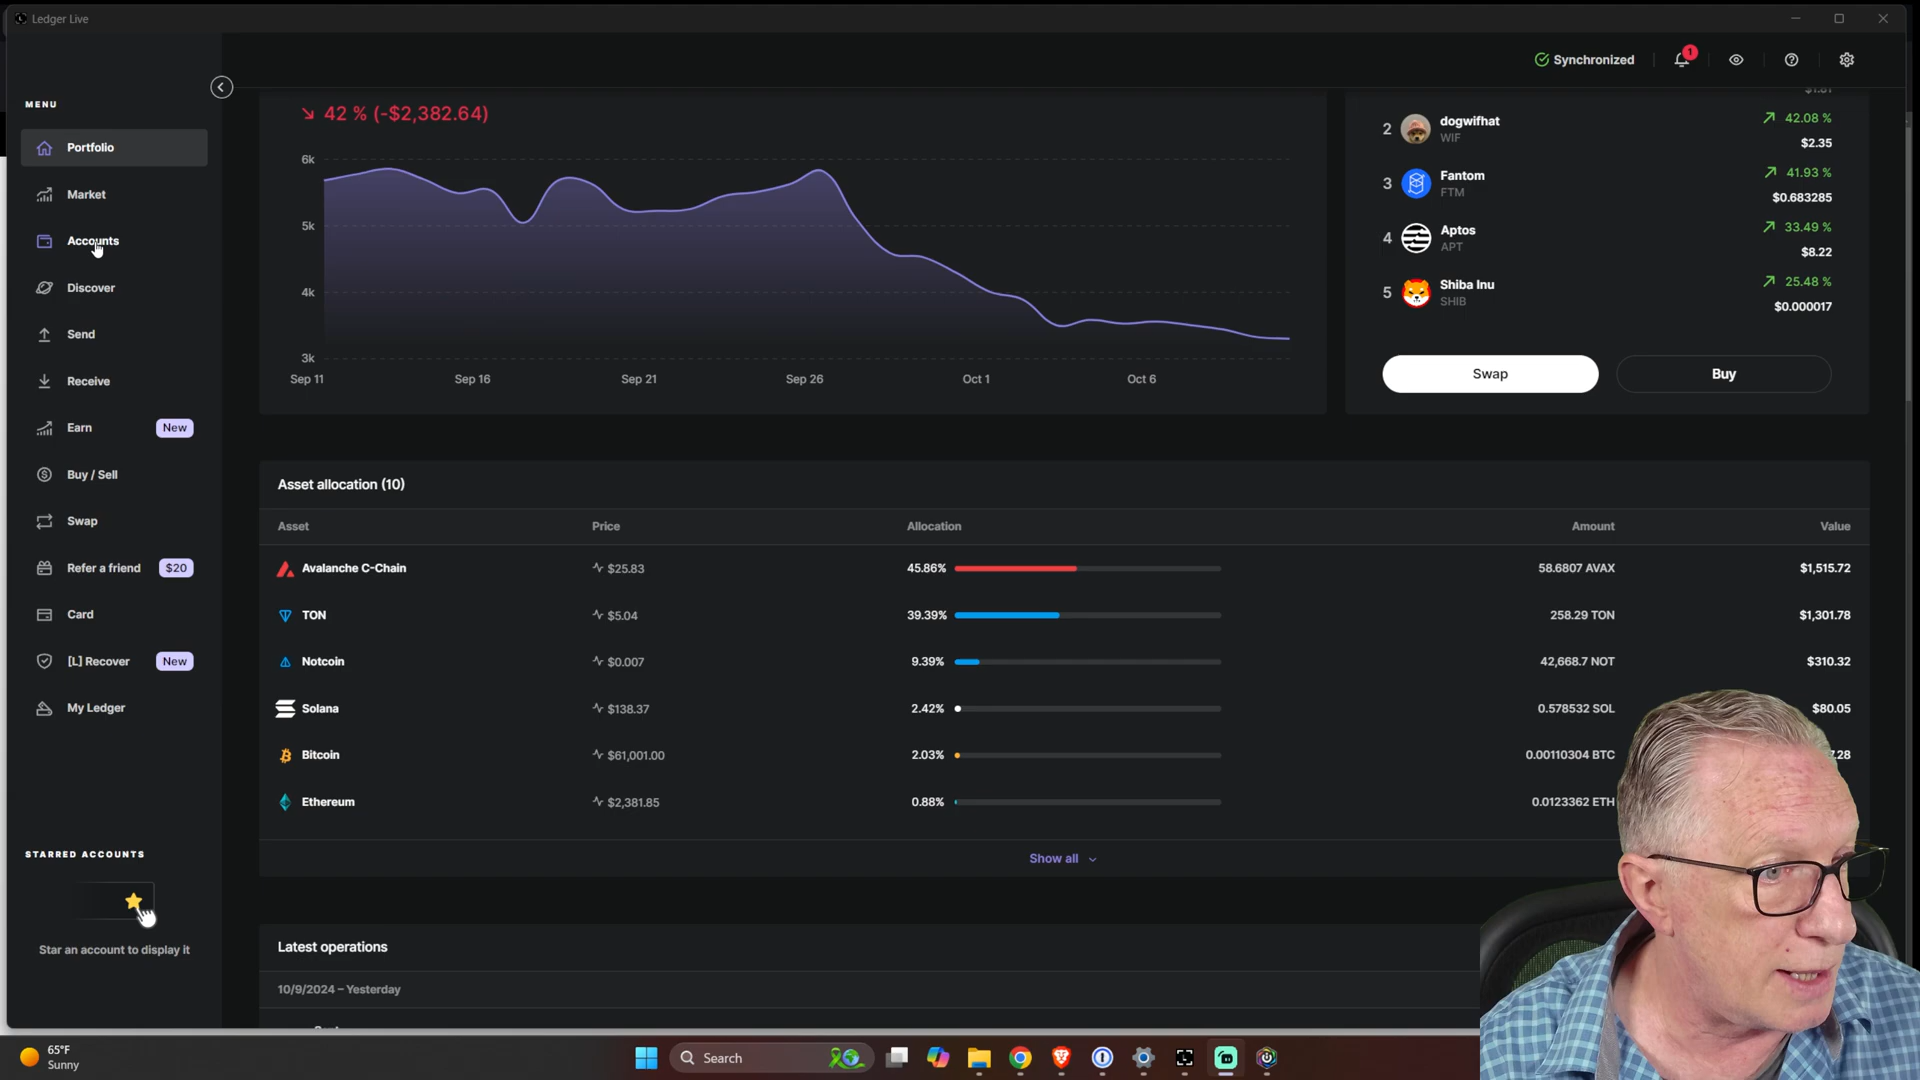 Ledger Live
Synchronized
1
MENU
Portfolio
Market
Accounts
Discover
Send
Receive
Earn New
Buy / Sell
Swap
Refer a friend $20
Card
[L] Recover New
My Ledger
STARRED ACCOUNTS
Star an account to display it
42 % (-$2,382.64)
6k
5k
4k
3k
Sep 11 Sep 16 Sep 21 Sep 26 Oct 1 Oct 6
2 dogwifhat 42.08 %
WIF $2.35
3 Fantom 41.93 %
FTM $0.683285
4 Aptos 33.49 %
APT $8.22
5 Shiba Inu 25.48 %
SHIB $0.000017
Swap Buy
Asset allocation (10)
Asset Price Allocation Amount Value
Avalanche C-Chain $25.83 45.86% 58.6807 AVAX $1,515.72
TON $5.04 39.39% 258.29 TON $1,301.78
Notcoin $0.007 9.39% 42,668.7 NOT $310.32
Solana $138.37 2.42% 0.578532 SOL $80.05
Bitcoin $61,001.00 2.03% 0.00110304 BTC
Ethereum $2,381.85 0.88% 0.0123362 ETH
Show all
Latest operations
10/9/2024 – Yesterday
65°F
Sunny
Search